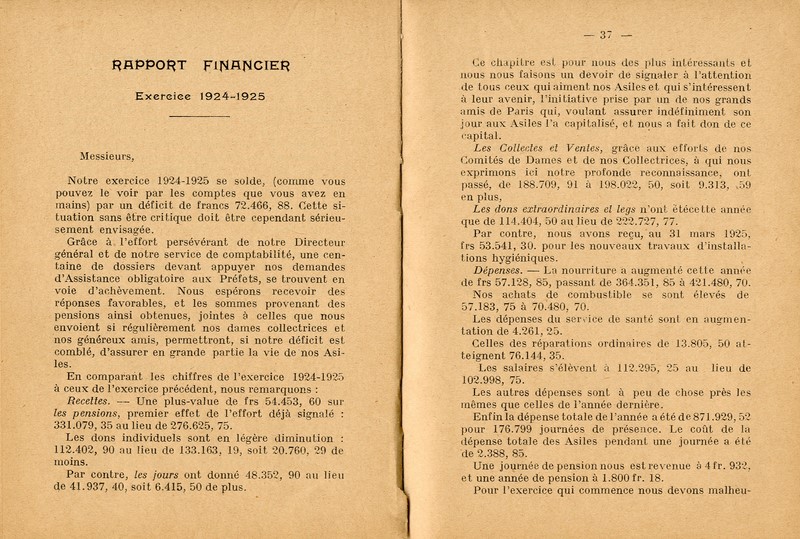 RAPPORT FINANCIER
Exercice 1924-1925
Messieurs,
Notre exercice 1924-1925 se solde, (comme vous
pouvez le voir par les comptes que vous avez en
mains) par un déficit de francs 72.466, 88. Cette si-
tuation sans être critique doit être cependant sérieu-
sement envisagée.
Grâce à l'effort persévérant de notre Directeur
général et de notre service de comptabilité, une cen-
taine de dossiers devant appuyer nos demandes
d'Assistance obligatoire aux Préfets, se trouvent en
voie d'achèvement. Nous espérons recevoir des
réponses favorables, et les sommes provenant des
pensions ainsi obtenues, jointes à celles que nous
envoient si régulièrement nos dames collectrices et
nos généreux amis, permettront, si notre déficit est
comblé, d'assurer en grande partie la vie de nos Asi-
les.
En comparant les chiffres de l'exercice 1924-1925
à ceux de l'exercice précédent, nous remarquons :
Recettes. — Une plus-value de frs 54.453, 60 sur
les pensions, premier effet de l'effort déjà signalé :
331.079, 35 au lieu de 276.625, 75.
Les dons individuels sont en légère diminution :
112.402, 90 au lieu de 133.163, 19, soit 20.760, 29 de
moins.
Par contre, les jours ont donné 48.352, 90 au lieu
de 41.937, 40, soit 6.415, 50 de plus.
— 37 —
Ce chapitre est pour nous des plus intéressants et
nous nous faisons un devoir de signaler à l'attention
de tous ceux qui aiment nos Asiles et qui s'intéressent
à leur avenir, l'initiative prise par un de nos grands
amis de Paris qui, voulant assurer indéfiniment son
jour aux Asiles l'a capitalisé, et nous a fait don de ce
capital.
Les Collectes et Ventes, grâce aux efforts de nos
Comités de Dames et de nos Collectrices, à qui nous
exprimons ici notre profonde reconnaissance, ont
passé, de 188.709, 91 à 198.022, 50, soit 9.313, 59
en plus,
Les dons extraordinaires et legs n'ont été cette année
que de 114.404, 50 au lieu de 222.727, 77.
Par contre, nous avons reçu, au 31 mars 1925,
frs 53.541, 30. pour les nouveaux travaux d'installa-
tions hygiéniques.
Dépenses. — La nourriture a augmenté cette année
de frs 57.128, 85, passant de 364.351, 85 à 421.480, 70.
Nos achats de combustible se sont élevés de
57.183, 75 à 70.480, 70.
Les dépenses du service de santé sont en augmen-
tation de 4.261, 25.
Celles des réparations ordinaires de 13.805, 50 at-
teignent 76.144, 35.
Les salaires s'élèvent à 112.295, 25 au lieu de
102.998, 75.
Les autres dépenses sont à peu de chose près les
mêmes que celles de l'année dernière.
Enfin la dépense totale de l'année a été de 871.929, 52
pour 176.799 journées de présence. Le coût de la
dépense totale des Asiles pendant une journée a été
de 2.388, 85.
Une journée de pension nous est revenue à 4 fr. 932,
et une année de pension à 1.800 fr. 18.
Pour l'exercice qui commence nous devons malheu-